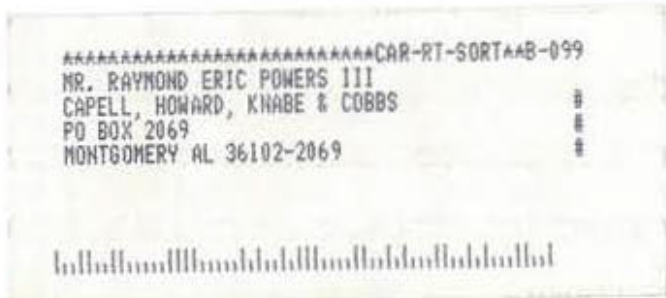 **************************CAR-RT-SORT**B-099
MR. RAYMOND ERIC POWERS III
CAPELL, HOWARD, KNABE & COBBS
PO BOX 2069
MONTGOMERY AL 36102-2069
#
#
#